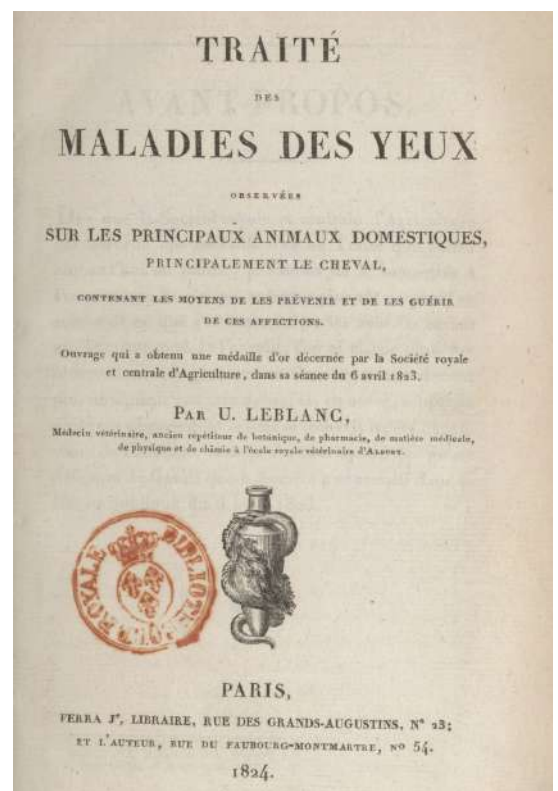 TRAITÉ
DES
MALADIES DES YEUX
OBSERVÉES
SUR LES PRINCIPAUX ANIMAUX DOMESTIQUES,
PRINCIPALEMENT LE CHEVAL,
CONTENANT LES MOYENS DE LES PRÉVENIR ET DE LES GUÉRIR
DE CES AFFECTIONS.
Ouvrage qui a obtenu une médaille d'or décernée par la Société royale
et centrale d'Agriculture, dans sa séance du 6 avril 1823.
PAR U. LEBLANC,
Médecin vétérinaire, ancien répétiteur de botanique, de pharmacie, de matière médicale,
de physique et de chimie à l'école royale vétérinaire d'ALFORT.
BIBLIOTE ROYALE
PARIS,
FERRA Je, LIBRAIRE, RUE DES GRANDS-AUGUSTINS, N° 23;
ET L'AUTEUR, RUE DU FAUBOURG-MONTMARTRE, NO 54.
1824.